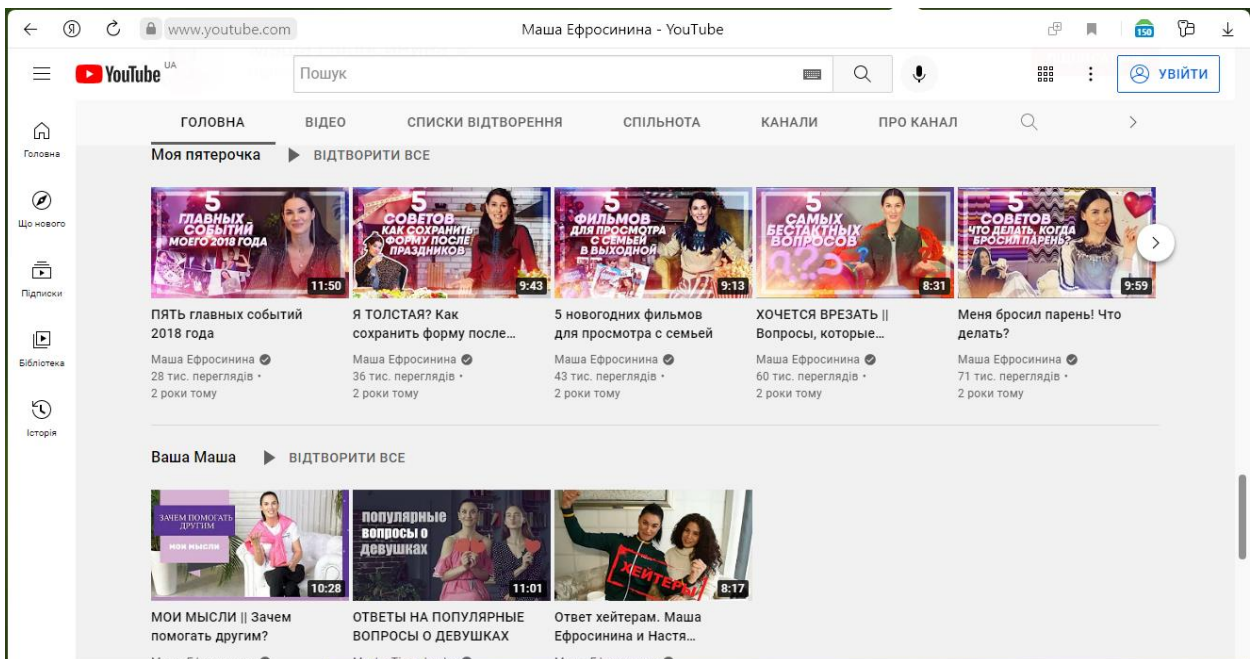 www.youtube.com
Маша Ефросинина - YouTube
150
YouTube UA
Пошук
УВІЙТИ
ГОЛОВНА ВІДЕО СПИСКИ ВІДТВОРЕННЯ СПІЛЬНОТА КАНАЛИ ПРО КАНАЛ
Головна
Що нового
Підписки
Бібліотека
Історія
Моя пятерочка ВІДТВОРИТИ ВСЕ
5
ГЛАВНЫХ
СОБЫТИЙ
МОЕГО 2018 ГОДА
11:50
ПЯТЬ главных событий
2018 года
Маша Ефросинина
28 тис. переглядів •
2 роки тому
5
СОВЕТОВ
КАК СОХРАНИТЬ
ФОРМУ ПОСЛЕ
ПРАЗДНИКОВ
9:43
Я ТОЛСТАЯ? Как
сохранить форму после...
Маша Ефросинина
36 тис. переглядів •
2 роки тому
5
ФИЛЬМОВ
ДЛЯ ПРОСМОТРА
С СЕМЬЕЙ
В ВЫХОДНОЙ
9:13
5 новогодних фильмов
для просмотра с семьей
Маша Ефросинина
43 тис. переглядів •
2 роки тому
5
САМЫХ
БЕСТАКТНЫХ
ВОПРОСОВ
8:31
ХОЧЕТСЯ ВРЕЗАТЬ ||
Вопросы, которые...
Маша Ефросинина
60 тис. переглядів •
2 роки тому
5
СОВЕТОВ
ЧТО ДЕЛАТЬ, КОГДА
БРОСИЛ ПАРЕНЬ?
9:59
Меня бросил парень! Что
делать?
Маша Ефросинина
71 тис. переглядів •
2 роки тому
Ваша Маша ВІДТВОРИТИ ВСЕ
ЗАЧЕМ ПОМОГАТЬ
ДРУГИМ
МОИ МЫСЛИ
10:28
МОИ МЫСЛИ || Зачем
помогать другим?
популярные
вопросы о
девушках
11:01
ОТВЕТЫ НА ПОПУЛЯРНЫЕ
ВОПРОСЫ О ДЕВУШКАХ
ХЕЙТЕРЫ
8:17
Ответ хейтерам. Маша
Ефросинина и Настя...